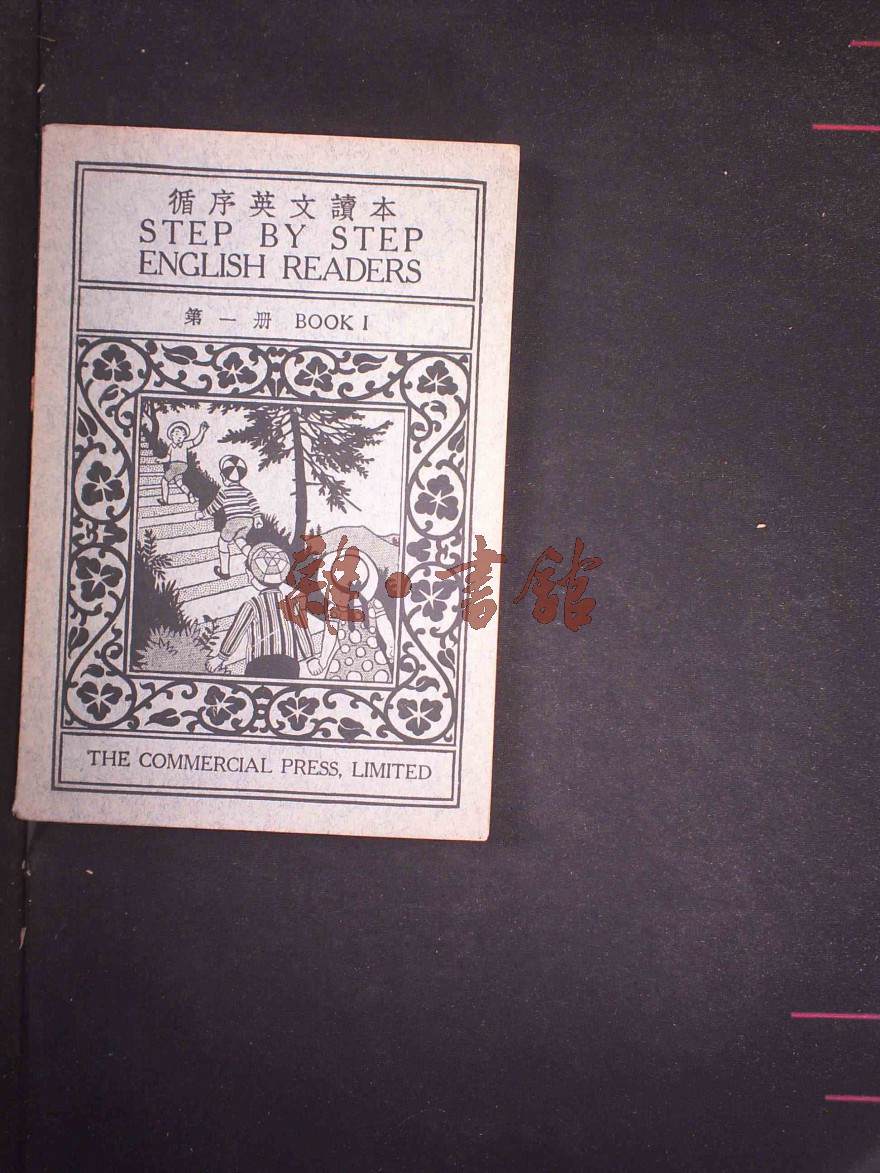 循序英文讀本
STEP BY STEP
ENGLISH READERS
第一册 BOOK I
雜·書館
THE COMMERCIAL PRESS, LIMITED